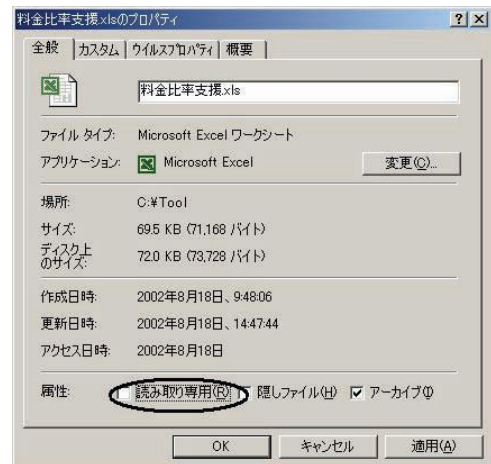 料金比率支援.xlsのプロパティ
全般 カスタム ウイルスプロパティ 概要
料金比率支援.xls
ファイル タイプ: Microsoft Excel ワークシート
アプリケーション: Microsoft Excel 変更(C)...
場所: C:¥Tool
サイズ: 69.5 KB (71,168 バイト)
ディスク上
のサイズ: 72.0 KB (73,728 バイト)
作成日時: 2002年8月18日、9:48:06
更新日時: 2002年8月18日、14:47:44
アクセス日時: 2002年8月18日
属性: 読み取り専用(R) 隠しファイル(H) アーカイブ(I)
OK キャンセル 適用(A)